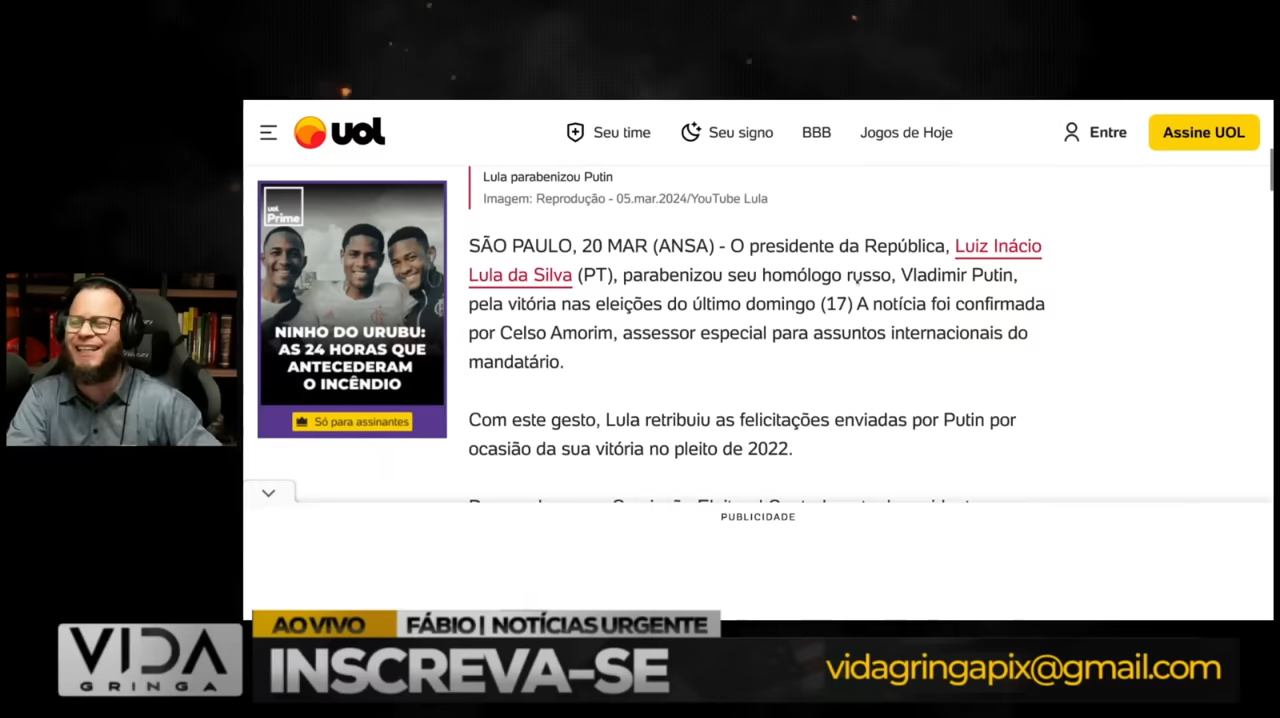 uol
Seu time
Seu signo
BBB
Jogos de Hoje
Entre
Assine UOL
Lula parabenizou Putin
Imagem: Reprodução - 05.mar.2024/YouTube Lula
uol
Prime
NINHO DO URUBU:
AS 24 HORAS QUE
ANTECEDERAM
O INCÊNDIO
Só para assinantes
SÃO PAULO, 20 MAR (ANSA) - O presidente da República, Luiz Inácio
Lula da Silva (PT), parabenizou seu homólogo russo, Vladimir Putin,
pela vitória nas eleições do último domingo (17) A notícia foi confirmada
por Celso Amorim, assessor especial para assuntos internacionais do
mandatário.
Com este gesto, Lula retribuiu as felicitações enviadas por Putin por
ocasião da sua vitória no pleito de 2022.
PUBLICIDADE
AO VIVO
FÁBIO | NOTÍCIAS URGENTE
VIDA
GRINGA
INSCREVA-SE
vidagringapix@gmail.com